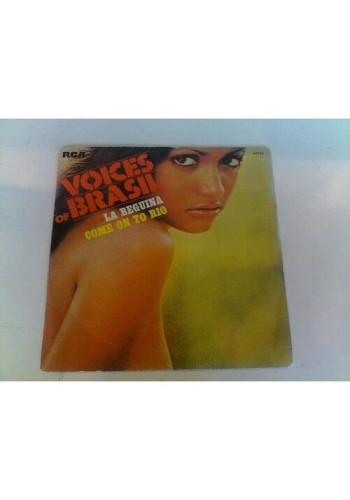 RCA
VOICES
OF BRASIL
LA BEGUINA
COME ON TO RIO